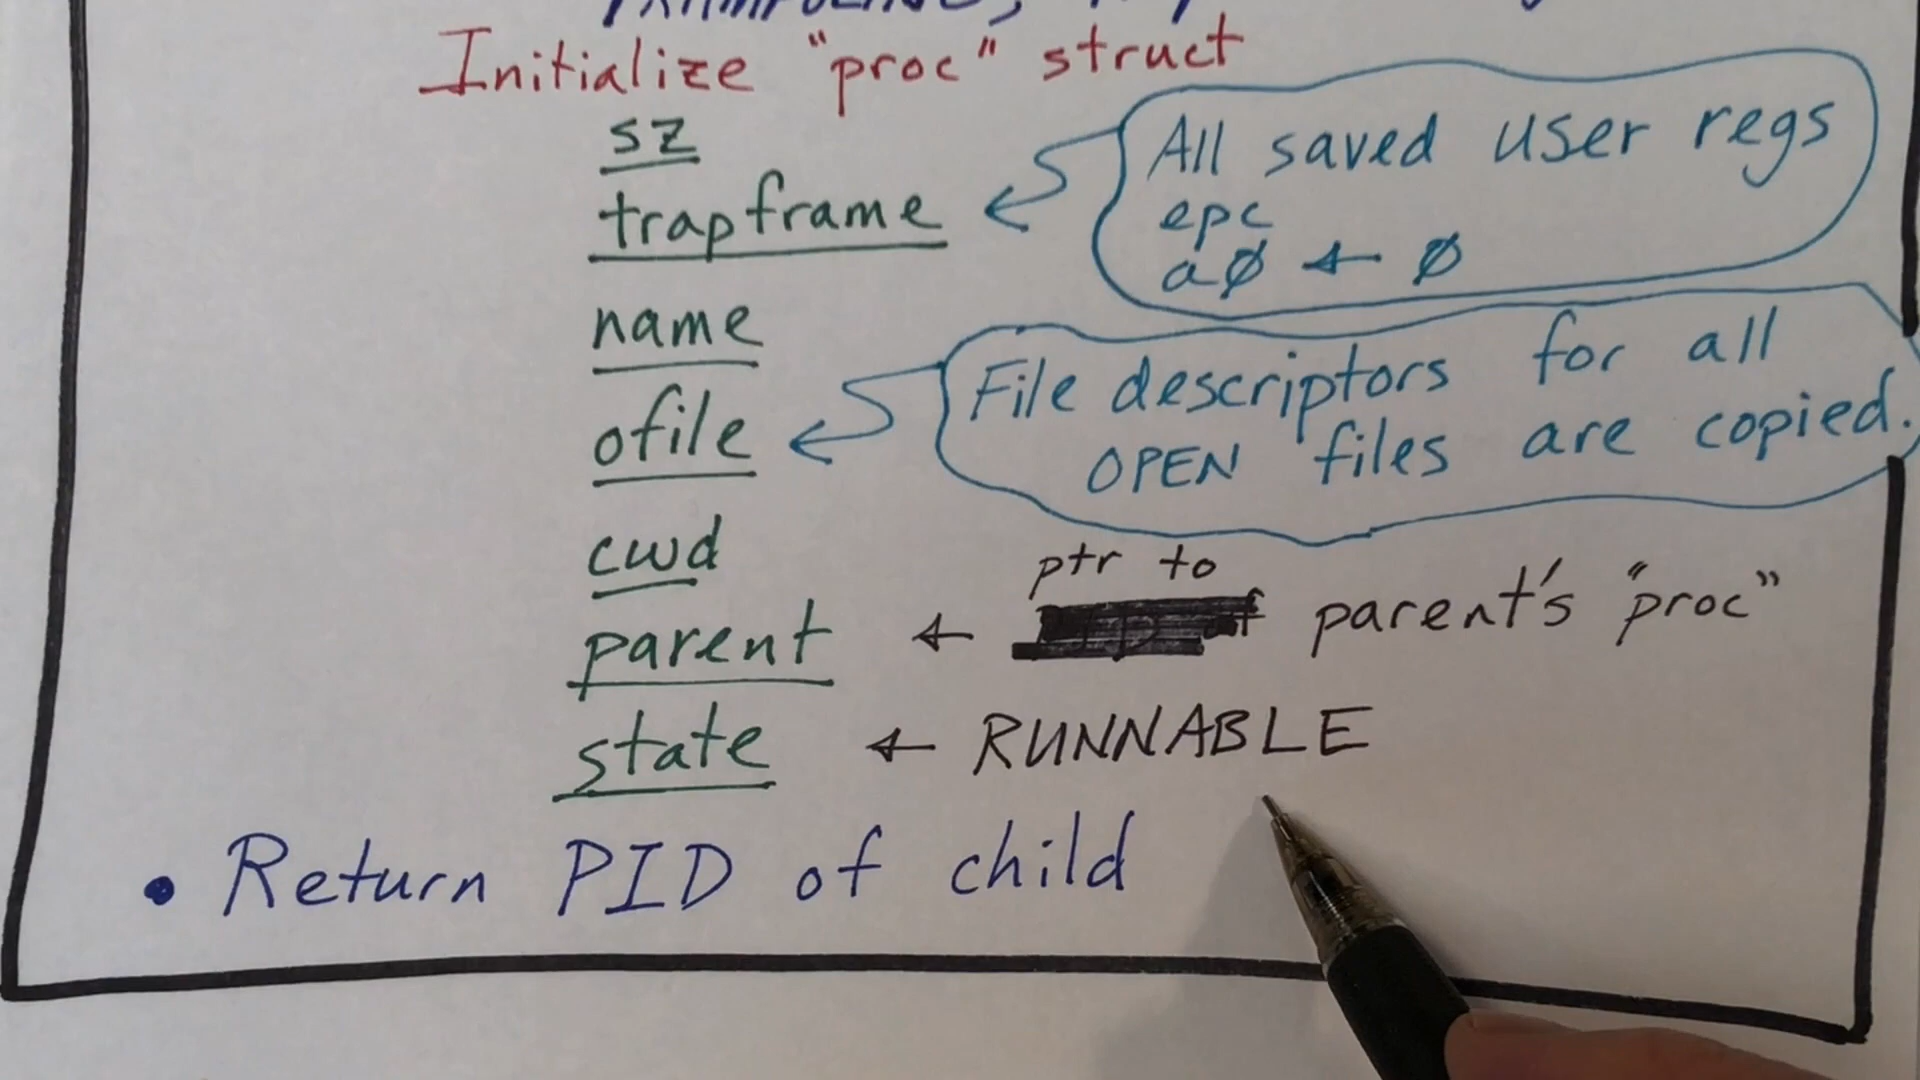 Initialize "proc" struct
sz
trapframe
All saved user regs
epc
a0 ← 0
name
ofile
File descriptors for all
OPEN files are copied.
cwd
ptr to
parent ← parent's "proc"
state ← RUNNABLE
• Return PID of child